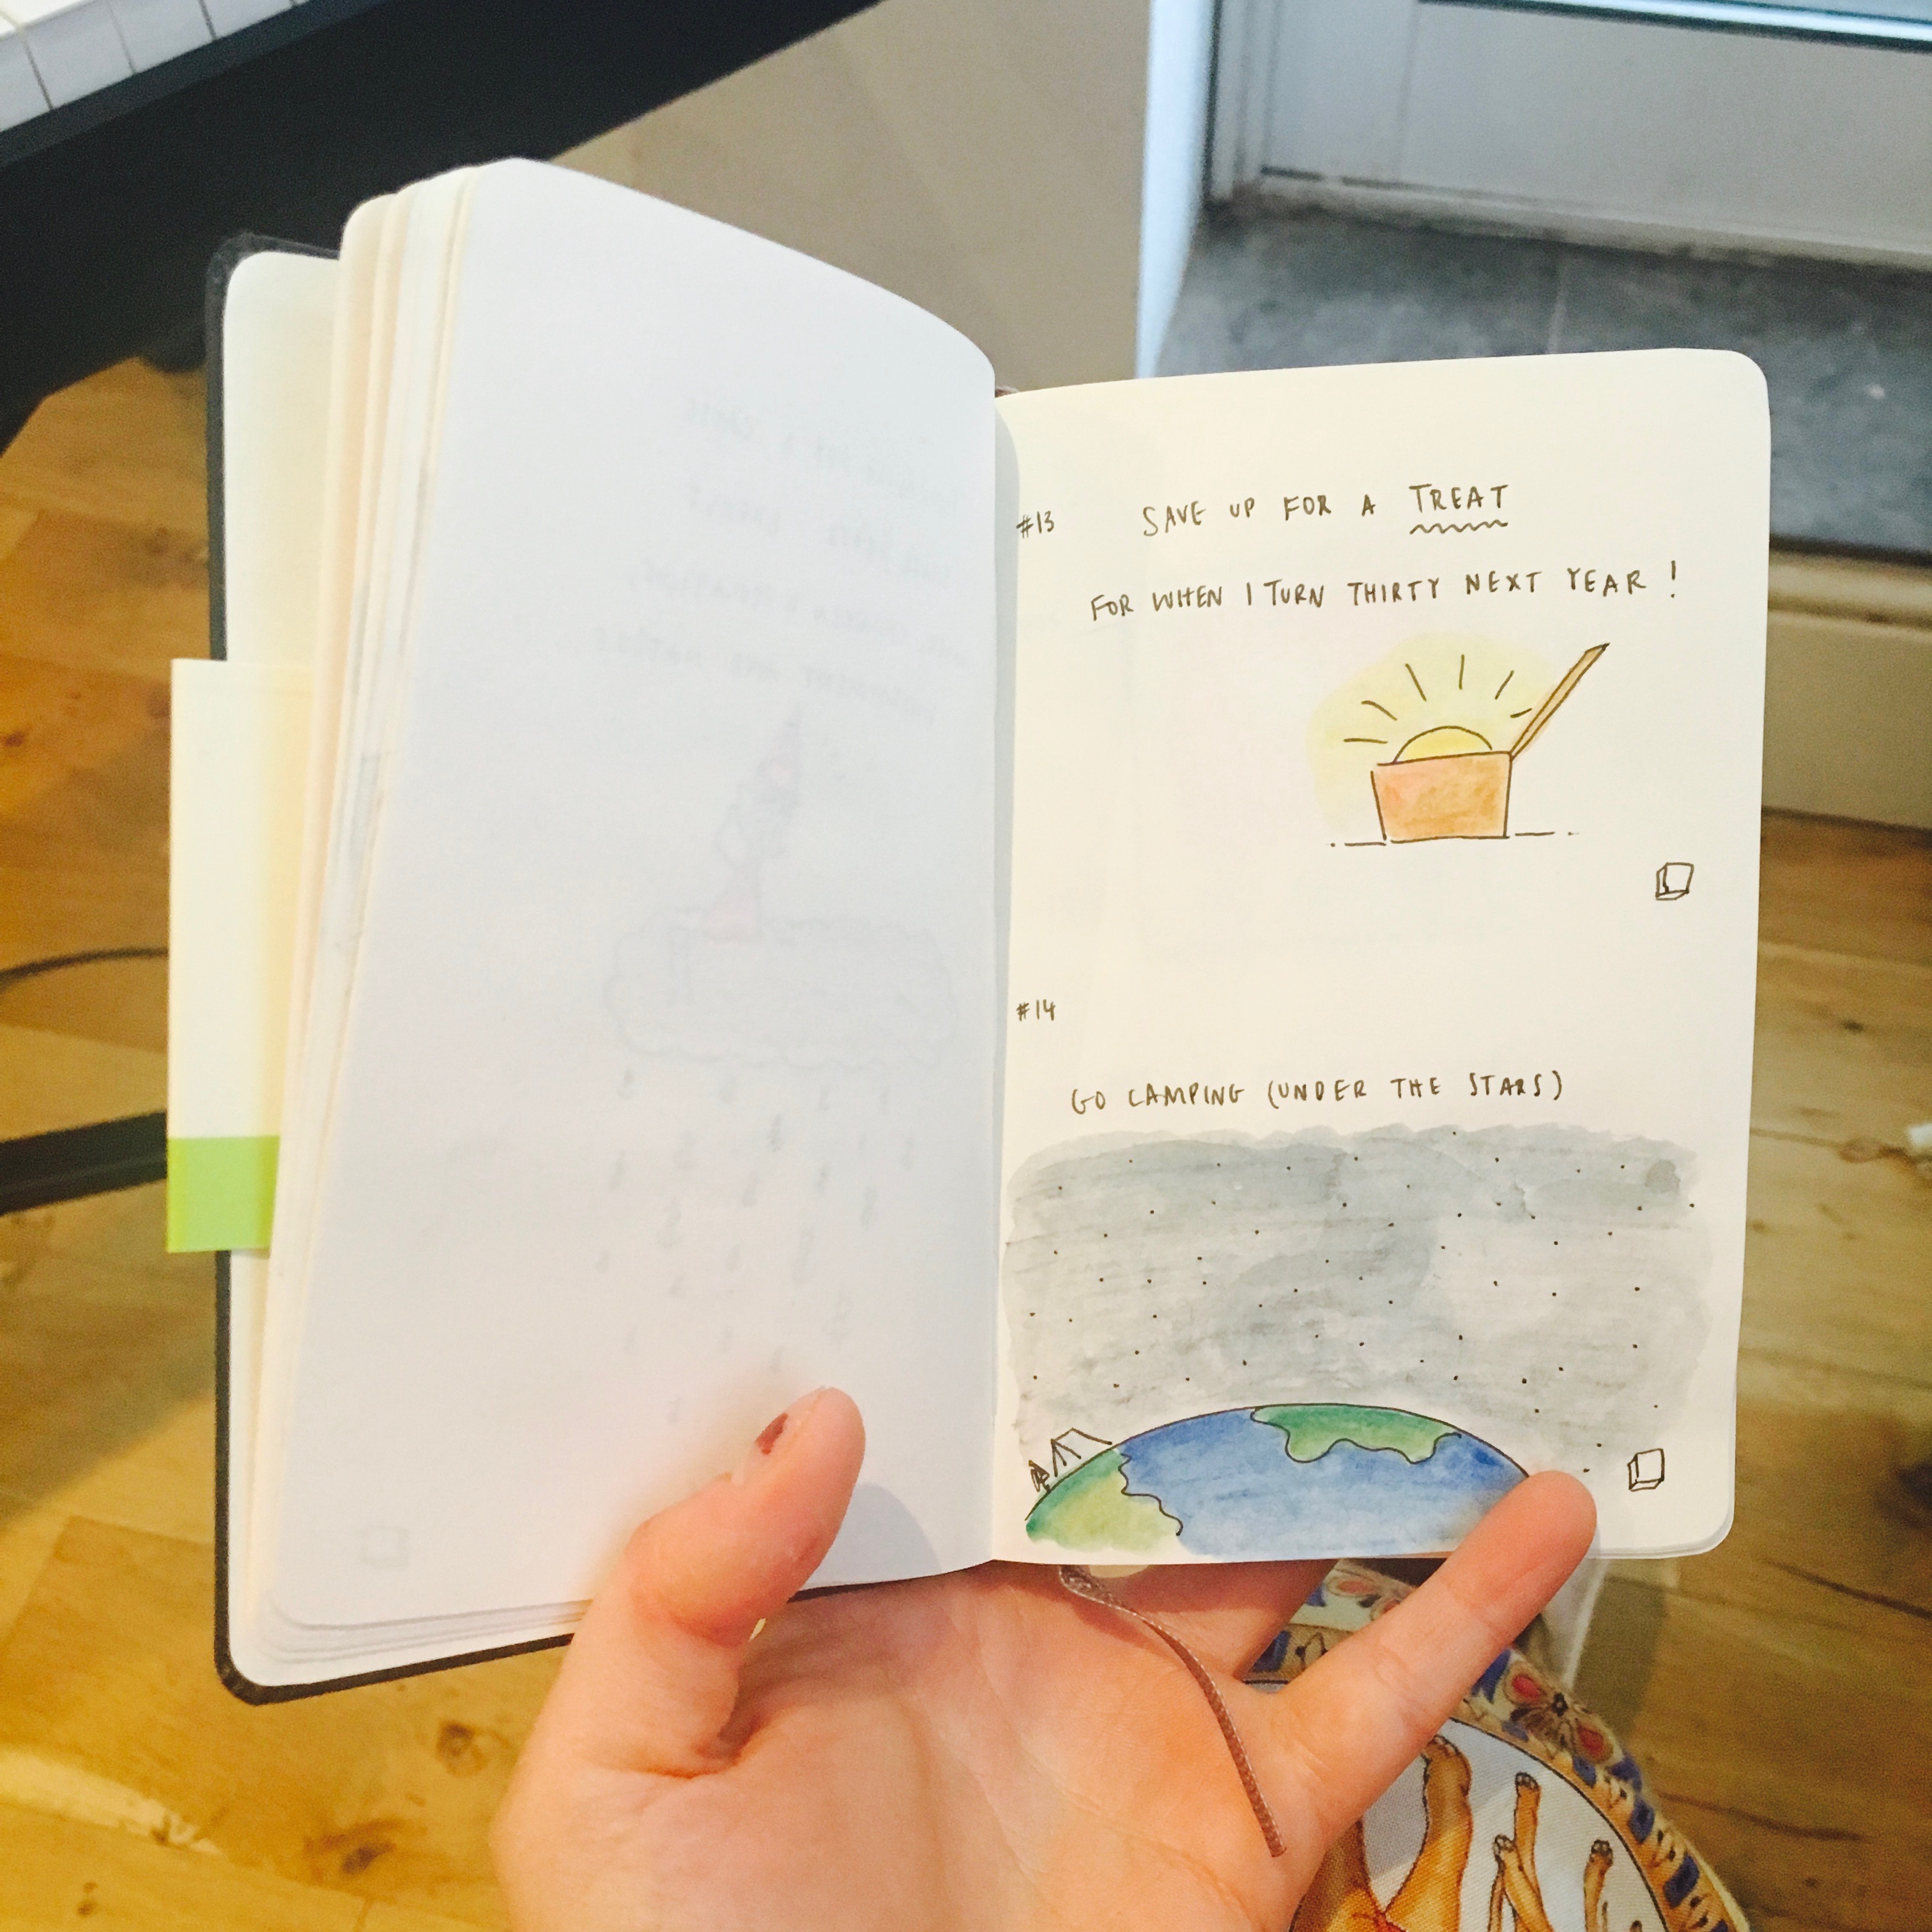 #13 SAVE UP FOR A TREAT
FOR WHEN I TURN THIRTY NEXT YEAR!
#14
GO CAMPING (UNDER THE STARS)